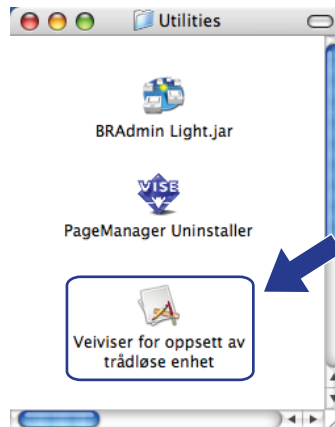 Utilities
BRAdmin Light.jar
VISE
PageManager Uninstaller
Veiviser for oppsett av
trådløse enhet